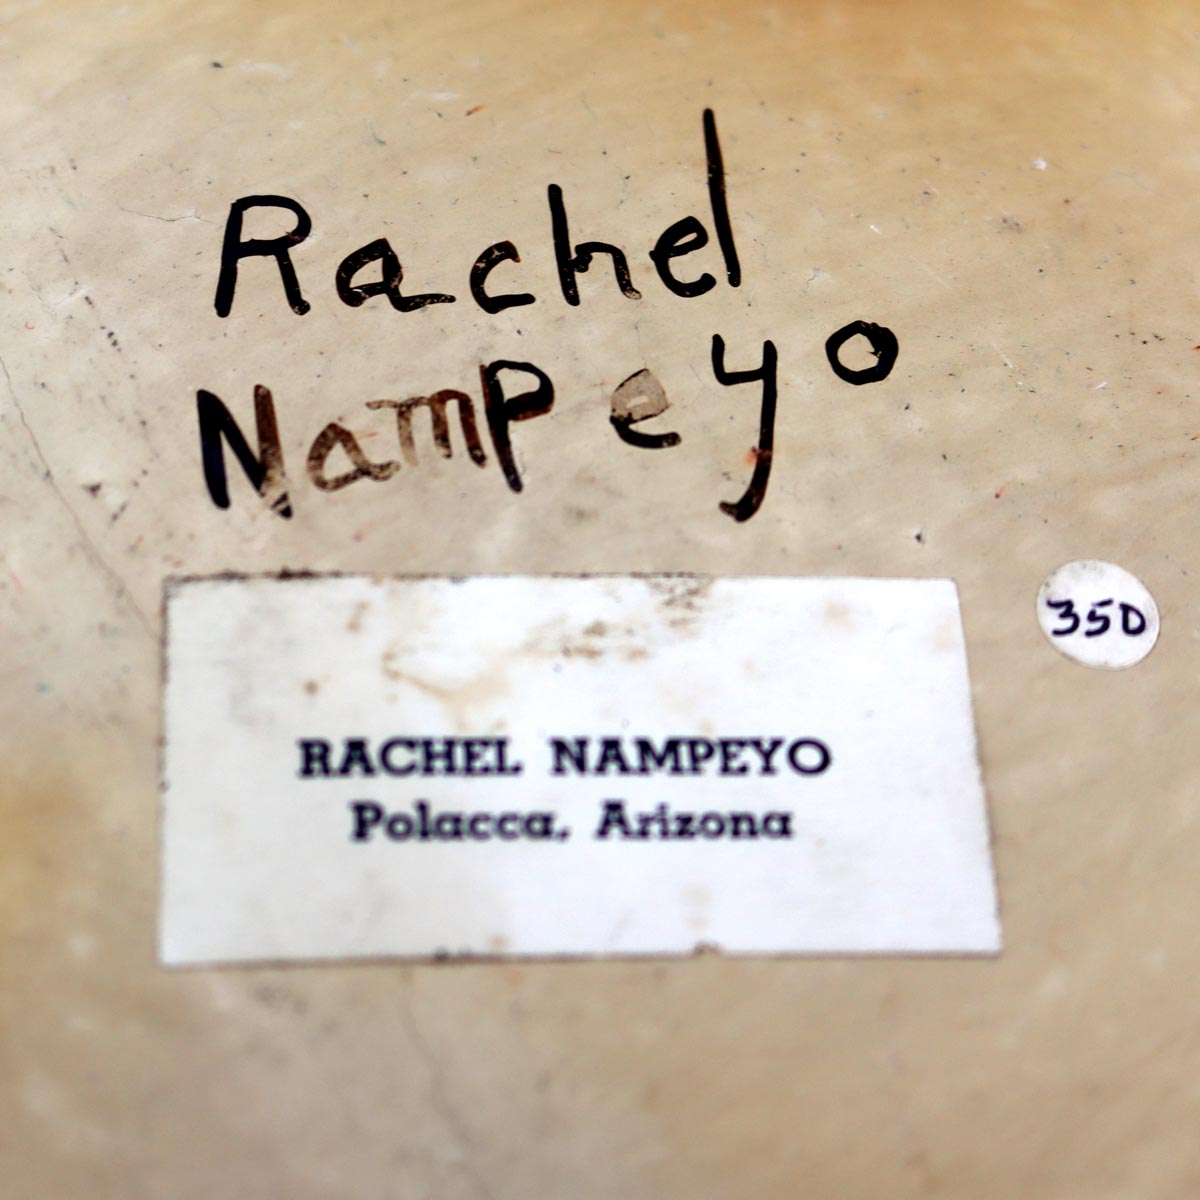 Rachel
Nampeyo
350
RACHEL NAMPEYO
Polacca, Arizona